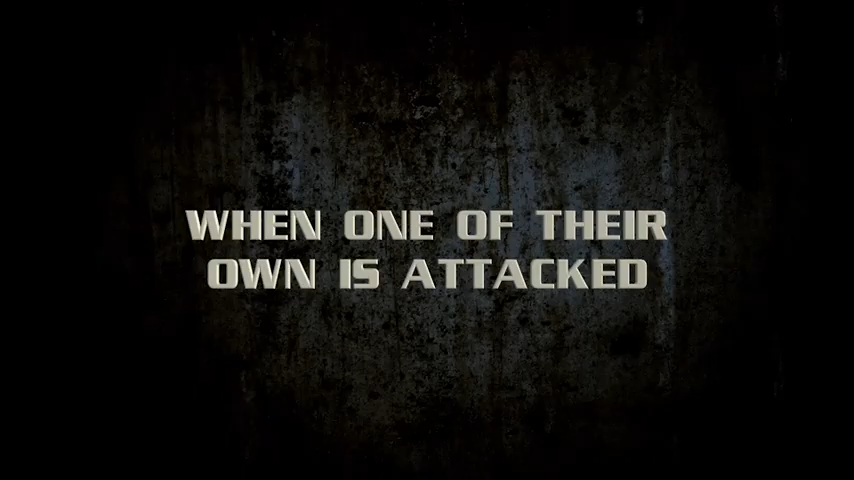 WHEN ONE OF THEIR
OWN IS ATTACKED